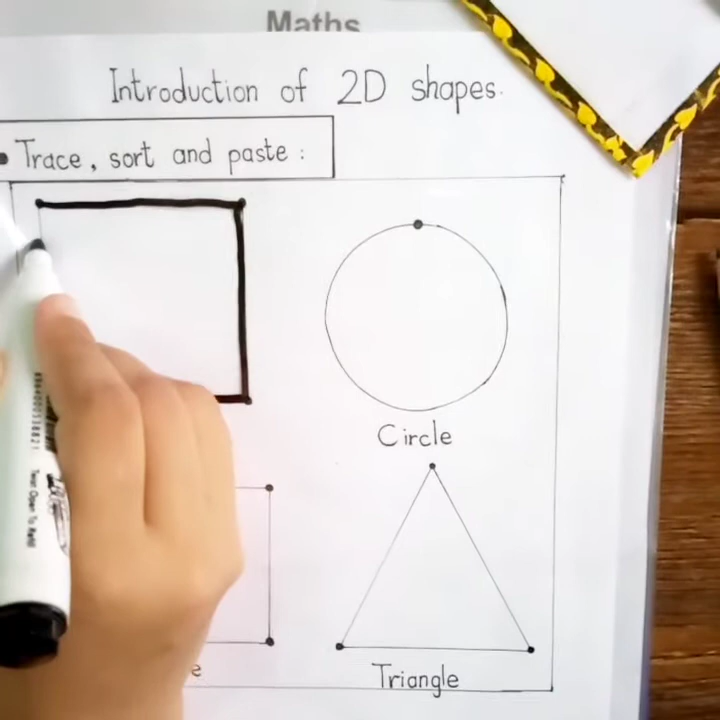 Maths
Introduction of 2D shapes.
• Trace, sort and paste :
Circle
e
Triangle